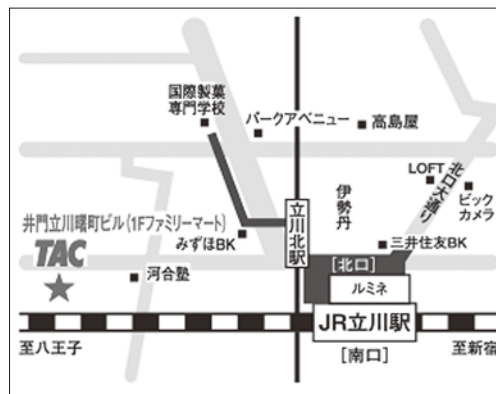 国際製菓
専門学校
パークアベニュー
高島屋
LOFT
ビック
カメラ
北口大通り
伊勢丹
立川北駅
井門立川曙町ビル(1Fファミリーマート)
みずほBK
三井住友BK
TAC
河合塾
[北口]
ルミネ
JR立川駅
至八王子
[南口]
至新宿